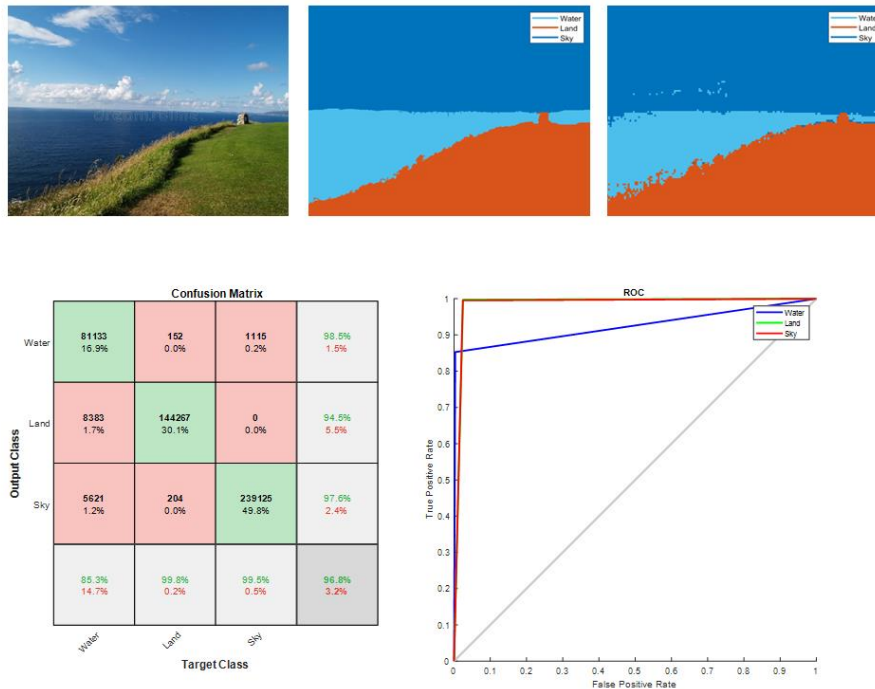 Water
Land
Sky
Water
Land
Sky
Confusion Matrix
Water
81133
16.9%
152
0.0%
1115
0.2%
98.5%
1.5%
Land
8383
1.7%
144267
30.1%
0
0.0%
94.5%
5.5%
Sky
5621
1.2%
204
0.0%
239125
49.8%
97.6%
2.4%
85.3%
14.7%
99.8%
0.2%
99.5%
0.5%
96.8%
3.2%
Water
Land
Sky
Output Class
Target Class
ROC
Water
Land
Sky
1
0.9
0.8
0.7
0.6
0.5
0.4
0.3
0.2
0.1
0
0 0.1 0.2 0.3 0.4 0.5 0.6 0.7 0.8 0.9 1
True Positive Rate
False Positive Rate